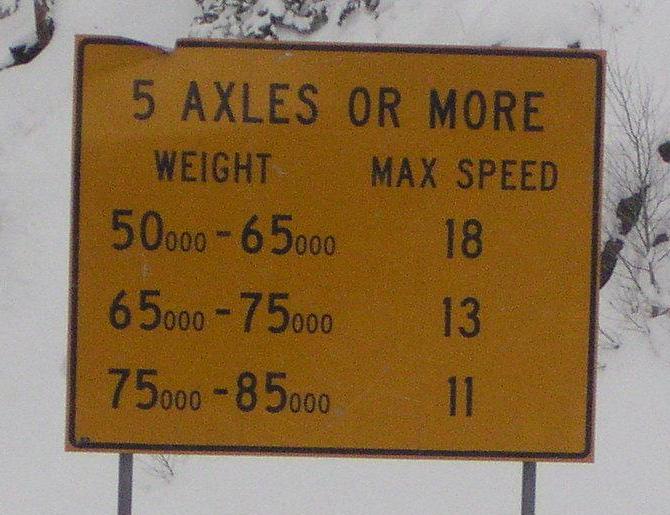 5 AXLES OR MORE
WEIGHT MAX SPEED
50000-65000 18
65000-75000 13
75000-85000 11